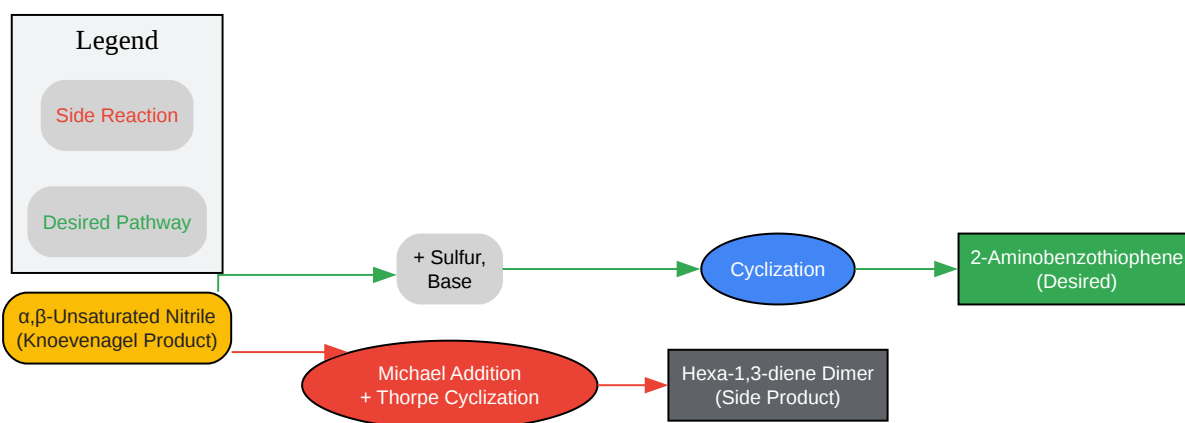 Legend
Side Reaction
Desired Pathway
+ Sulfur,
Base
Cyclization
2-Aminobenzothiophene
(Desired)
α,β-Unsaturated Nitrile
(Knoevenagel Product)
Michael Addition
+ Thorpe Cyclization
Hexa-1,3-diene Dimer
(Side Product)